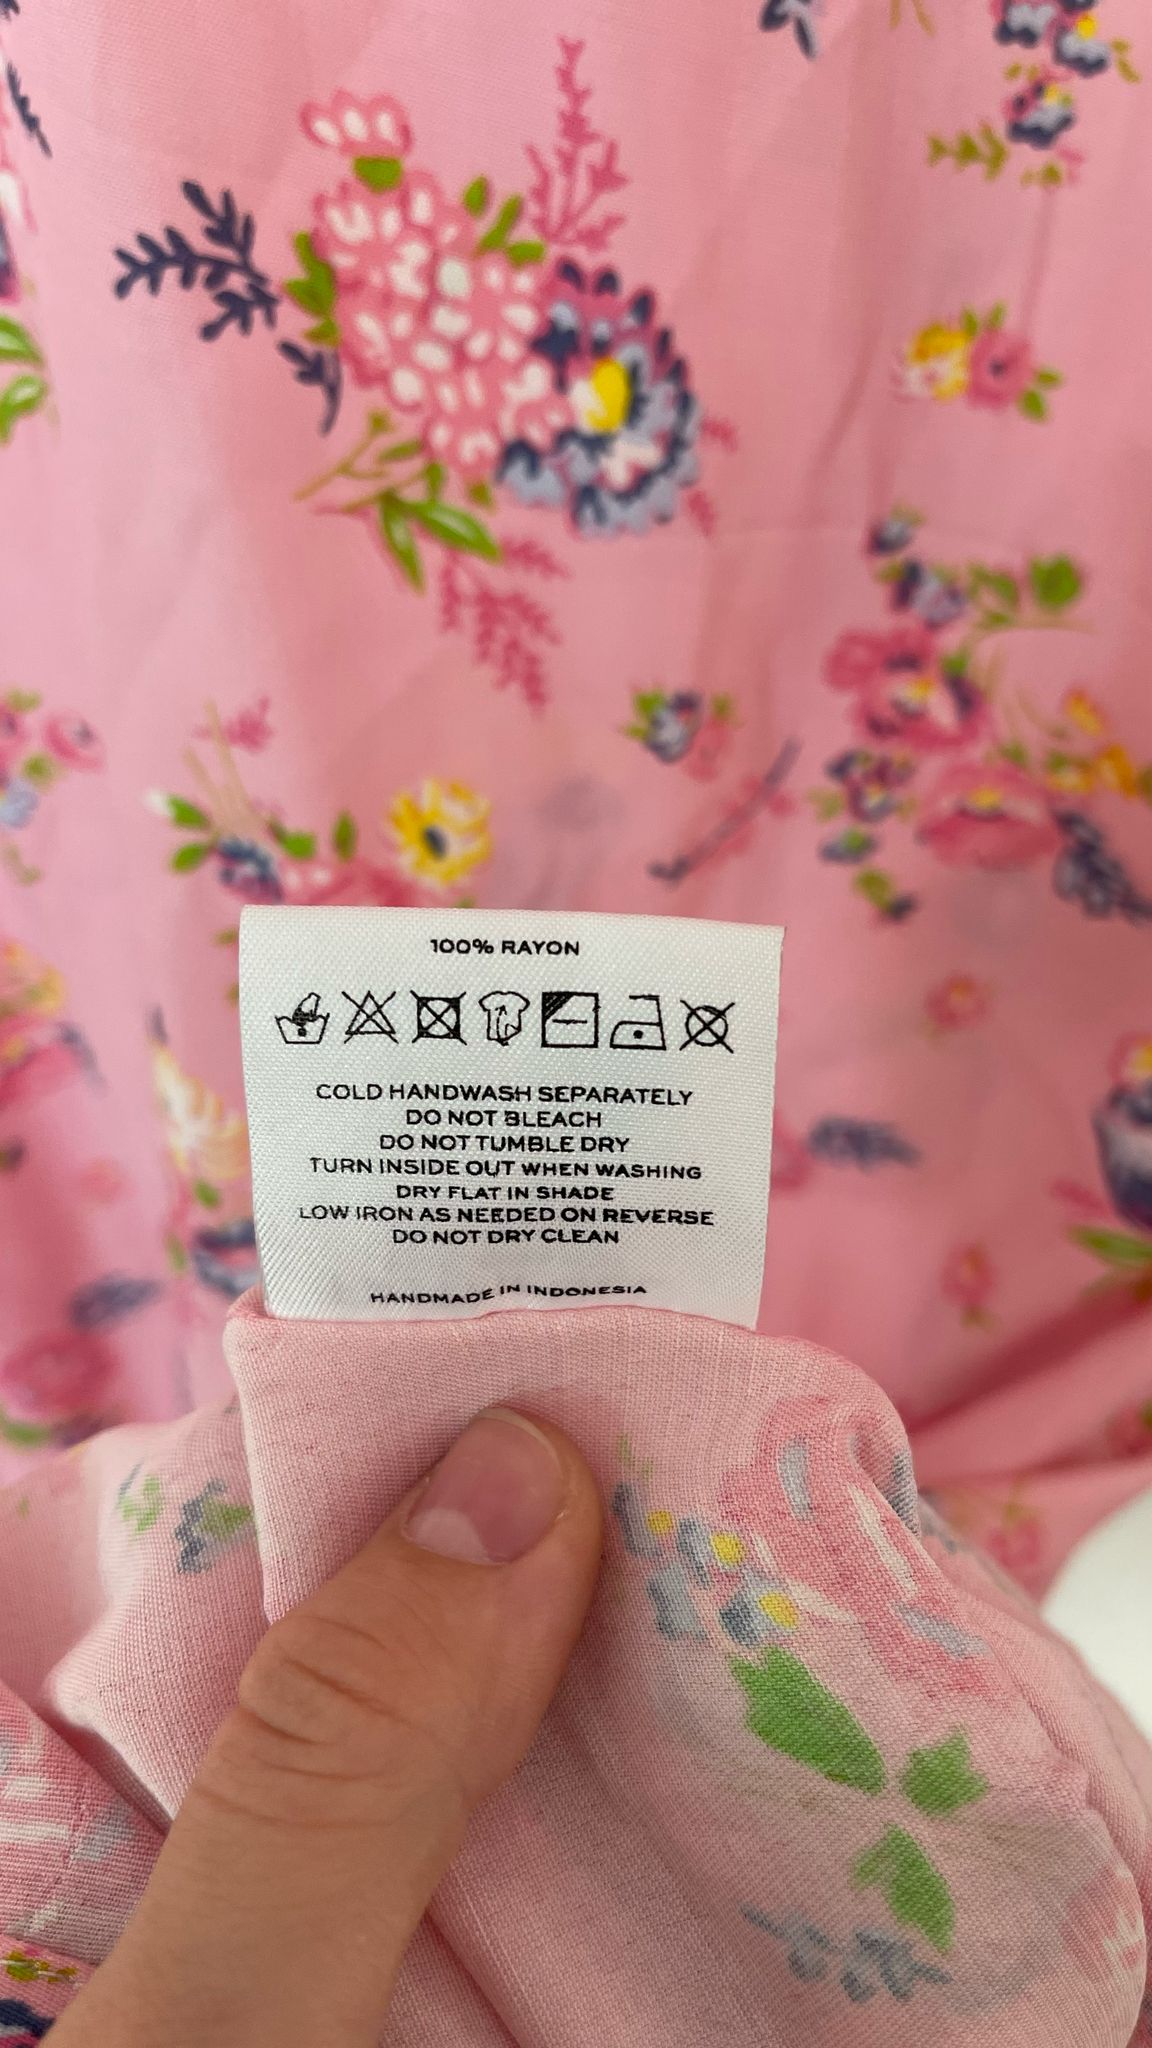 100% RAYON
COLD HANDWASH SEPARATELY
DO NOT BLEACH
DO NOT TUMBLE DRY
TURN INSIDE OUT WHEN WASHING
DRY FLAT IN SHADE
LOW IRON AS NEEDED ON REVERSE
DO NOT DRY CLEAN
HANDMADE IN INDONESIA